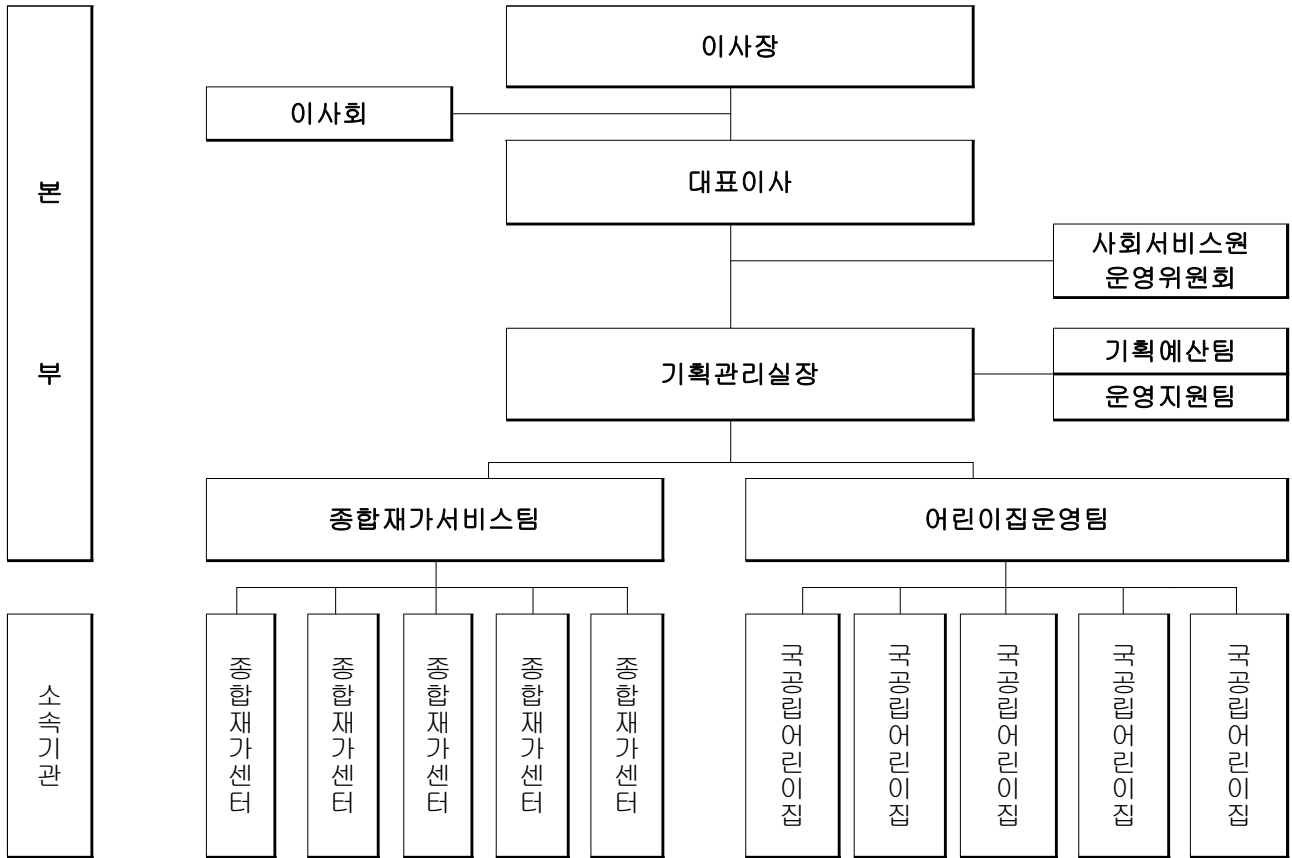 본부
이사장
이사회
대표이사
사회서비스원
운영위원회
기획관리실장
기획예산팀
운영지원팀
종합재가서비스팀
어린이집운영팀
소속기관
종합재가센터
종합재가센터
종합재가센터
종합재가센터
종합재가센터
국공립어린이집
국공립어린이집
국공립어린이집
국공립어린이집
국공립어린이집